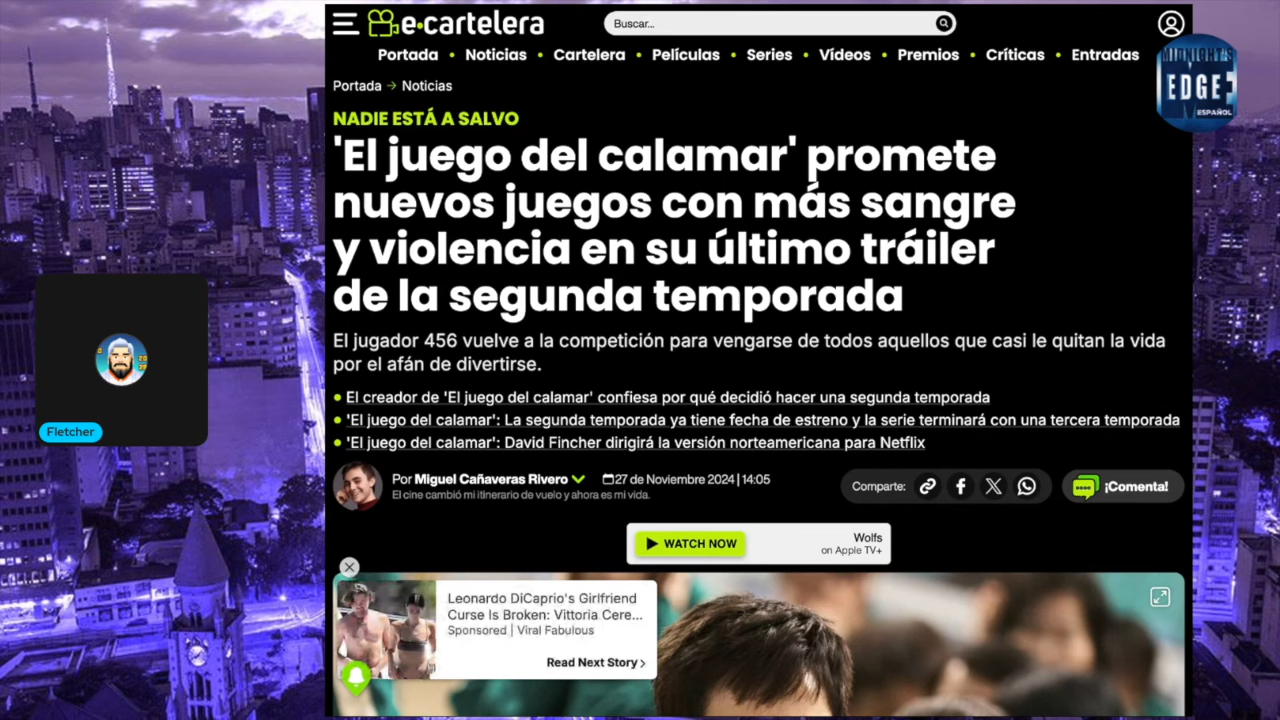 e·cartelera
Buscar...
Portada • Noticias • Cartelera • Películas • Series • Vídeos • Premios • Críticas • Entradas
MIDNIGHT'S
EDGE
ESPAÑOL
Portada → Noticias
NADIE ESTÁ A SALVO
'El juego del calamar' promete
nuevos juegos con más sangre
y violencia en su último tráiler
de la segunda temporada
El jugador 456 vuelve a la competición para vengarse de todos aquellos que casi le quitan la vida
por el afán de divertirse.
• El creador de 'El juego del calamar' confiesa por qué decidió hacer una segunda temporada
• 'El juego del calamar': La segunda temporada ya tiene fecha de estreno y la serie terminará con una tercera temporada
• 'El juego del calamar': David Fincher dirigirá la versión norteamericana para Netflix
Fletcher
Por Miguel Cañaveras Rivero 27 de Noviembre 2024 | 14:05
El cine cambió mi itinerario de vuelo y ahora es mi vida.
Comparte:
¡Comenta!
WATCH NOW
Wolfs
on Apple TV+
Leonardo DiCaprio's Girlfriend
Curse Is Broken: Vittoria Cere...
Sponsored | Viral Fabulous
Read Next Story >